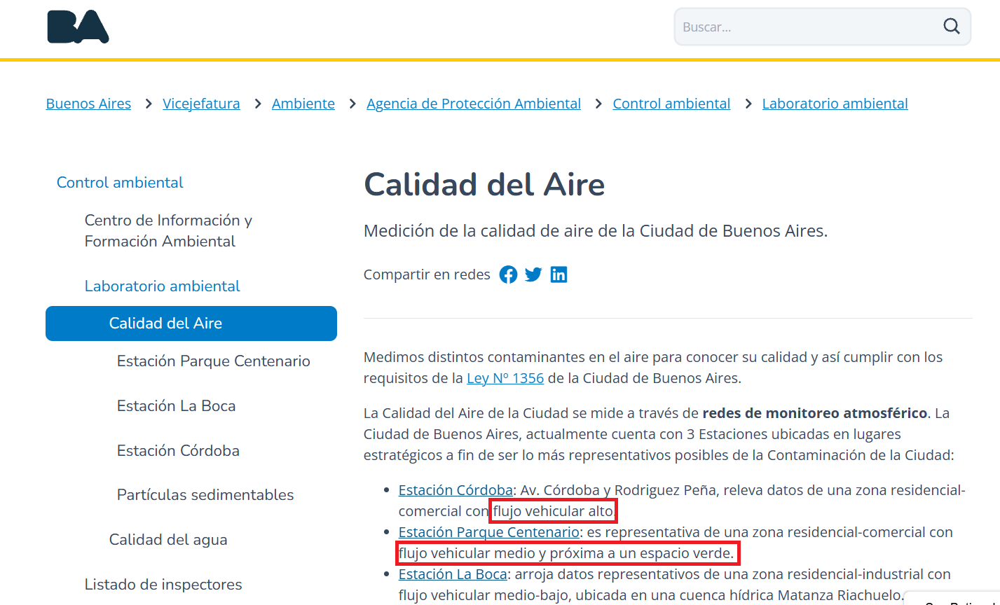 BA
Buscar...
Buenos Aires > Vicejefatura > Ambiente > Agencia de Protección Ambiental > Control ambiental > Laboratorio ambiental
Control ambiental
Centro de Información y
Formación Ambiental
Laboratorio ambiental
Calidad del Aire
Estación Parque Centenario
Estación La Boca
Estación Córdoba
Partículas sedimentables
Calidad del agua
Listado de inspectores
Calidad del Aire
Medición de la calidad de aire de la Ciudad de Buenos Aires.
Compartir en redes
Medimos distintos contaminantes en el aire para conocer su calidad y así cumplir con los
requisitos de la Ley Nº 1356 de la Ciudad de Buenos Aires.
La Calidad del Aire de la Ciudad se mide a través de redes de monitoreo atmosférico. La
Ciudad de Buenos Aires, actualmente cuenta con 3 Estaciones ubicadas en lugares
estratégicos a fin de ser lo más representativos posibles de la Contaminación de la Ciudad:
• Estación Córdoba: Av. Córdoba y Rodriguez Peña, releva datos de una zona residencial-
comercial con flujo vehicular alto.
• Estación Parque Centenario: es representativa de una zona residencial-comercial con
flujo vehicular medio y próxima a un espacio verde.
• Estación La Boca: arroja datos representativos de una zona residencial-industrial con
flujo vehicular medio-bajo, ubicada en una cuenca hídrica Matanza Riachuelo.